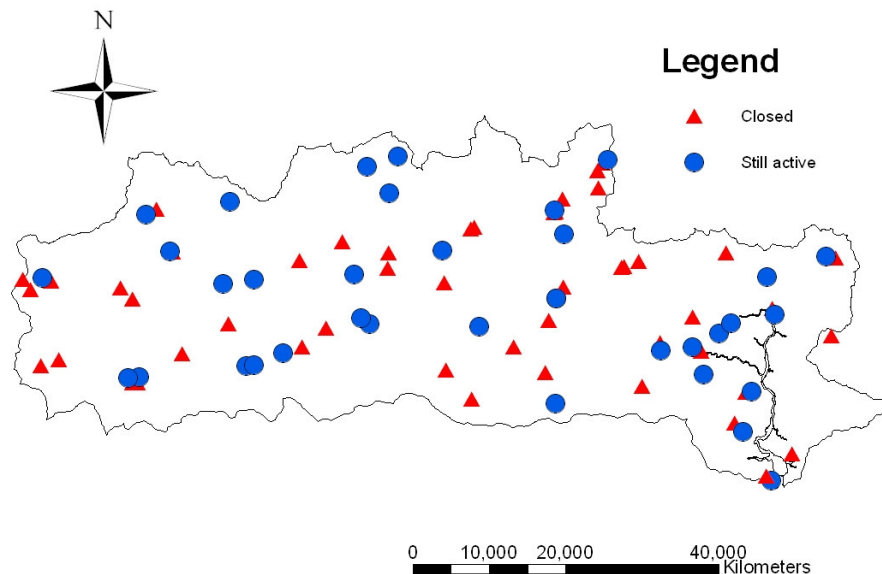 N
Legend
Closed
Still active
0 10,000 20,000 40,000
Kilometers